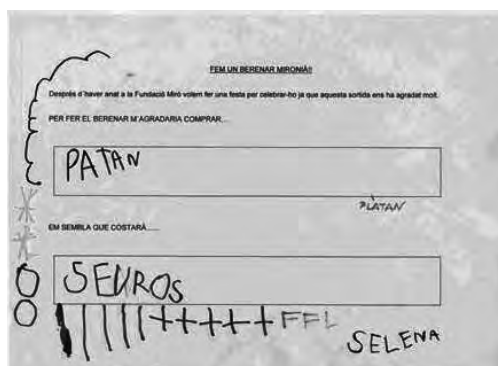 FEM UN BERENAR MIRONIÀ!!
Després d'haver anat a la Fundació Miró volem fer una festa per celebrar-ho ja que aquesta sortida ens ha agradat molt.
PER FER EL BERENAR M'AGRADARIA COMPRAR....
PATAN
PLÀTAN
EM SEMBLA QUE COSTARÀ......
5EUROS
SELENA